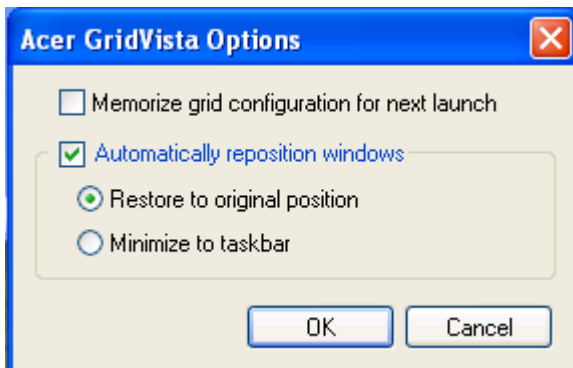 Acer GridVista Options
Memorize grid configuration for next launch
Automatically reposition windows
Restore to original position
Minimize to taskbar
OK
Cancel